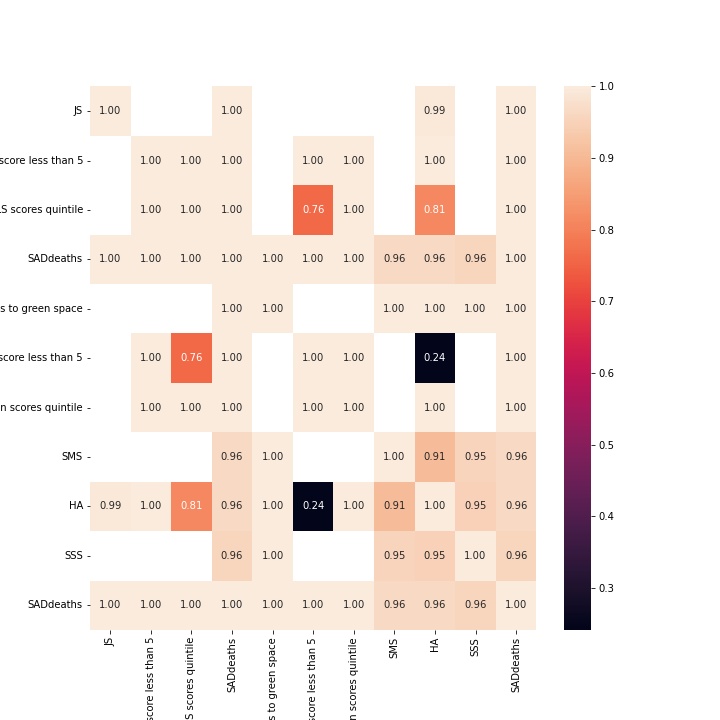 JS 1.00 1.00 0.99 1.00
score less than 5 1.00 1.00 1.00 1.00 1.00 1.00 1.00
S scores quintile 1.00 1.00 1.00 0.76 1.00 0.81 1.00
SADdeaths 1.00 1.00 1.00 1.00 1.00 1.00 1.00 0.96 0.96 0.96 1.00
s to green space 1.00 1.00 1.00 1.00 1.00 1.00
score less than 5 1.00 0.76 1.00 1.00 1.00 0.24 1.00
n scores quintile 1.00 1.00 1.00 1.00 1.00 1.00 1.00
SMS 0.96 1.00 1.00 0.91 0.95 0.96
HA 0.99 1.00 0.81 0.96 1.00 0.24 1.00 0.91 1.00 0.95 0.96
SSS 0.96 1.00 0.95 0.95 1.00 0.96
SADdeaths 1.00 1.00 1.00 1.00 1.00 1.00 1.00 0.96 0.96 0.96 1.00
JS
score less than 5
S scores quintile
SADdeaths
s to green space
score less than 5
n scores quintile
SMS
HA
SSS
SADdeaths
1.0
0.9
0.8
0.7
0.6
0.5
0.4
0.3